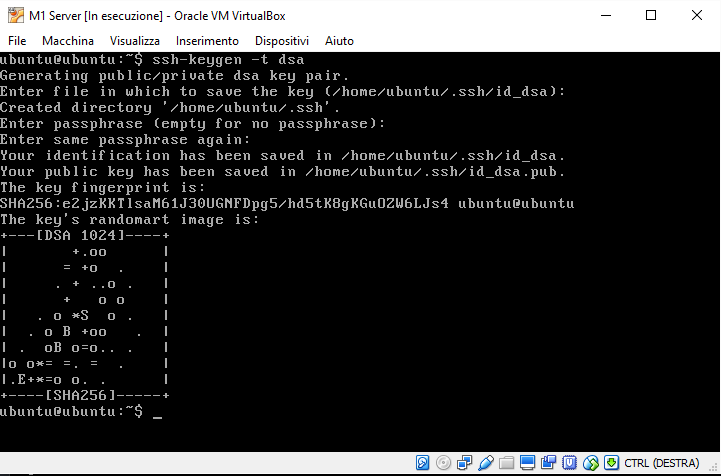 M1 Server [In esecuzione] - Oracle VM VirtualBox
File Macchina Visualizza Inserimento Dispositivi Aiuto
ubuntu@ubuntu:~$ ssh-keygen -t dsa
Generating public/private dsa key pair.
Enter file in which to save the key (/home/ubuntu/.ssh/id_dsa):
Created directory '/home/ubuntu/.ssh'.
Enter passphrase (empty for no passphrase):
Enter same passphrase again:
Your identification has been saved in /home/ubuntu/.ssh/id_dsa.
Your public key has been saved in /home/ubuntu/.ssh/id_dsa.pub.
The key fingerprint is:
SHA256:e2jzKKTlsaM61J30UGNFDpg5/hd5tK8gKGuOZW6LJs4 ubuntu@ubuntu
The key's randomart image is:
+---[DSA 1024]----+
|        +.oo       |
|       = +o  .     |
|      . + ..o .    |
|       +   o o     |
|    . o *S  o .    |
|   . o B +oo    .  |
| .  oB o=o.. .    |
|o o*= =. =  .     |
|.E+*=o o. .       |
+----[SHA256]-----+
ubuntu@ubuntu:~$ _
CTRL (DESTRA)